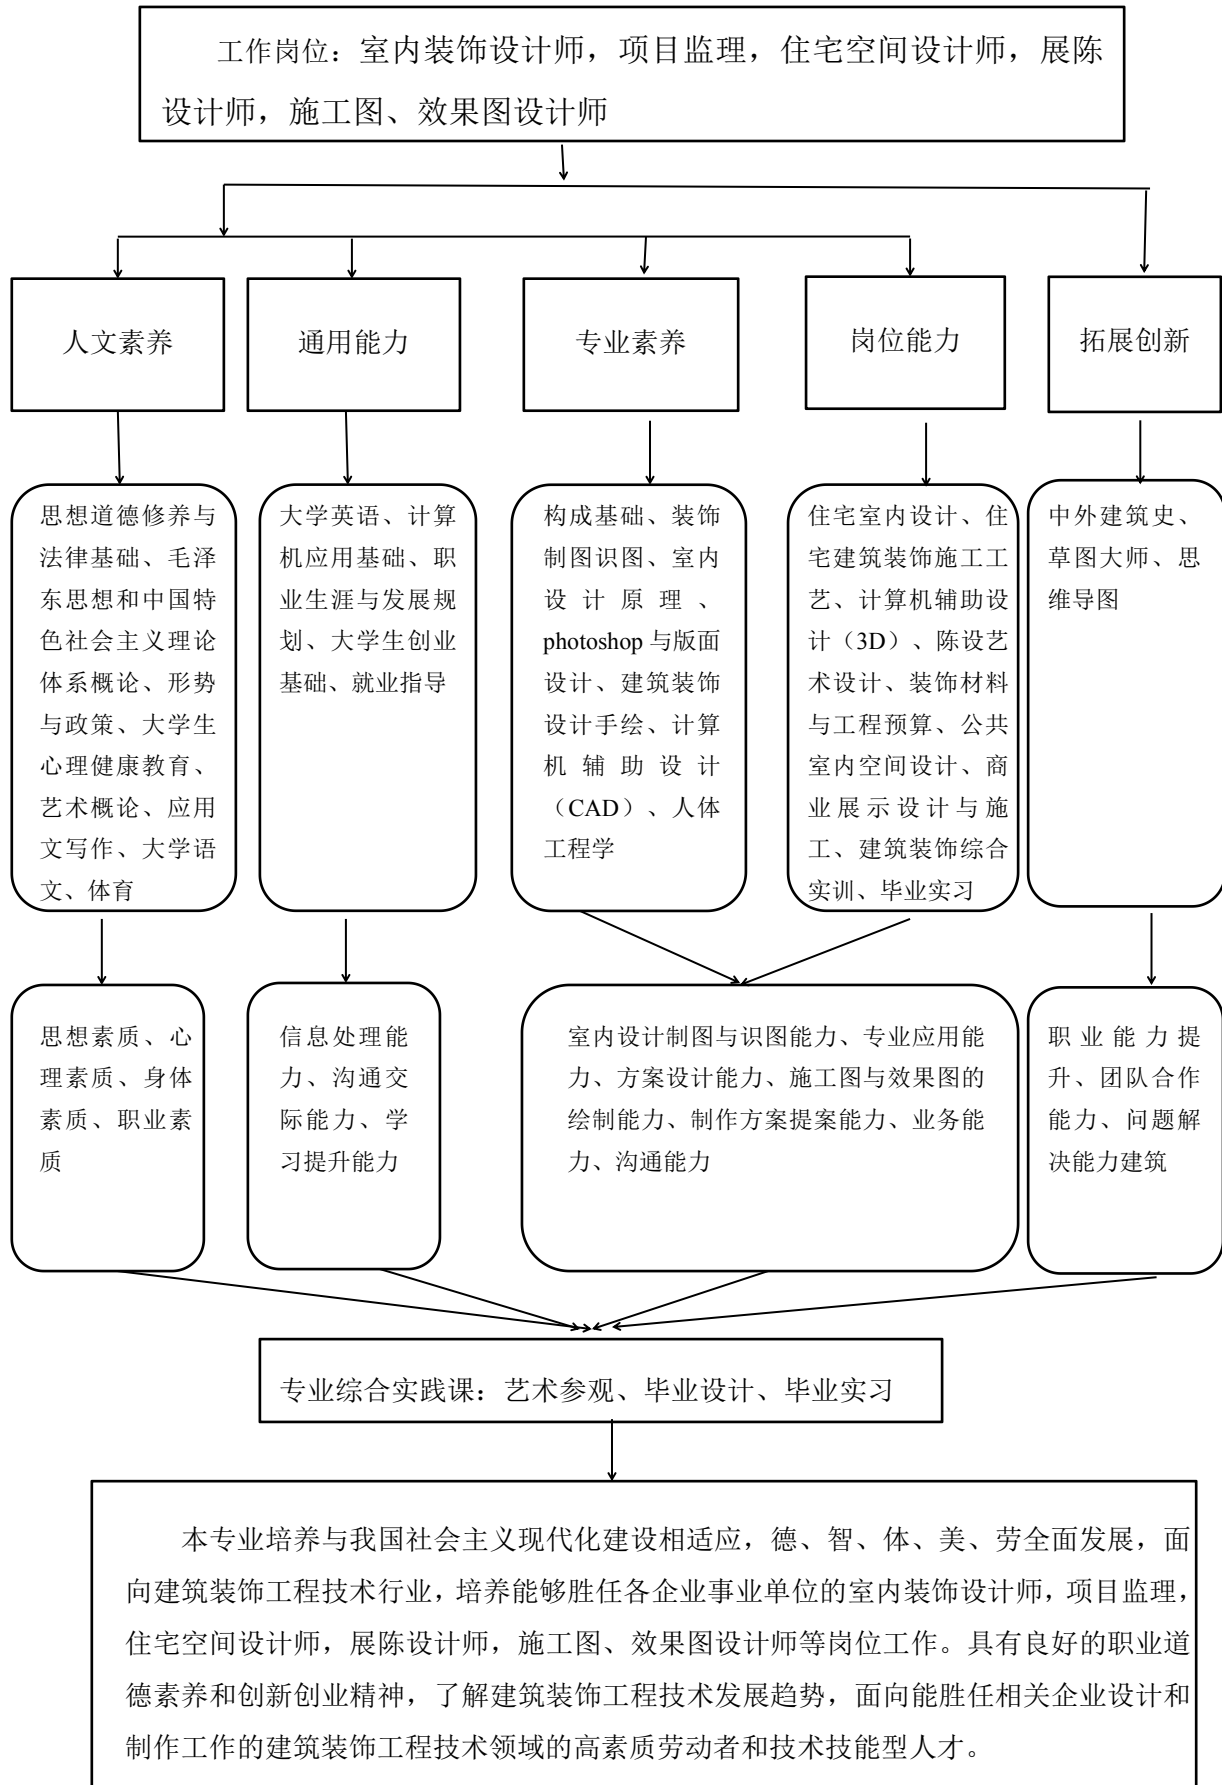 工作岗位：室内装饰设计师，项目监理，住宅空间设计师，展陈
设计师，施工图、效果图设计师
人文素养
通用能力
专业素养
岗位能力
拓展创新
思想道德修养与
法律基础、毛泽
东思想和中国特
色社会主义理论
体系概论、形势
与政策、大学生
心理健康教育、
艺术概论、应用
文写作、大学语
文、体育
大学英语、计算
机应用基础、职
业生涯与发展规
划、大学生创业
基础、就业指导
构成基础、装饰
制图识图、室内
设计原理、
photoshop 与版面
设计、建筑装饰
设计手绘、计算
机辅助设计
（CAD）、人体
工程学
住宅室内设计、住
宅建筑装饰施工工
艺、计算机辅助设
计（3D）、陈设艺
术设计、装饰材料
与工程预算、公共
室内空间设计、商
业展示设计与施
工、建筑装饰综合
实训、毕业实习
中外建筑史、
草图大师、思
维导图
思想素质、心
理素质、身体
素质、职业素
质
信息处理能
力、沟通交
际能力、学
习提升能力
室内设计制图与识图能力、专业应用能
力、方案设计能力、施工图与效果图的
绘制能力、制作方案提案能力、业务能
力、沟通能力
职业能力提
升、团队合作
能力、问题解
决能力建筑
专业综合实践课：艺术参观、毕业设计、毕业实习
本专业培养与我国社会主义现代化建设相适应，德、智、体、美、劳全面发展，面
向建筑装饰工程技术行业，培养能够胜任各企业事业单位的室内装饰设计师，项目监理，
住宅空间设计师，展陈设计师，施工图、效果图设计师等岗位工作。具有良好的职业道
德素养和创新创业精神，了解建筑装饰工程技术发展趋势，面向能胜任相关企业设计和
制作工作的建筑装饰工程技术领域的高素质劳动者和技术技能型人才。